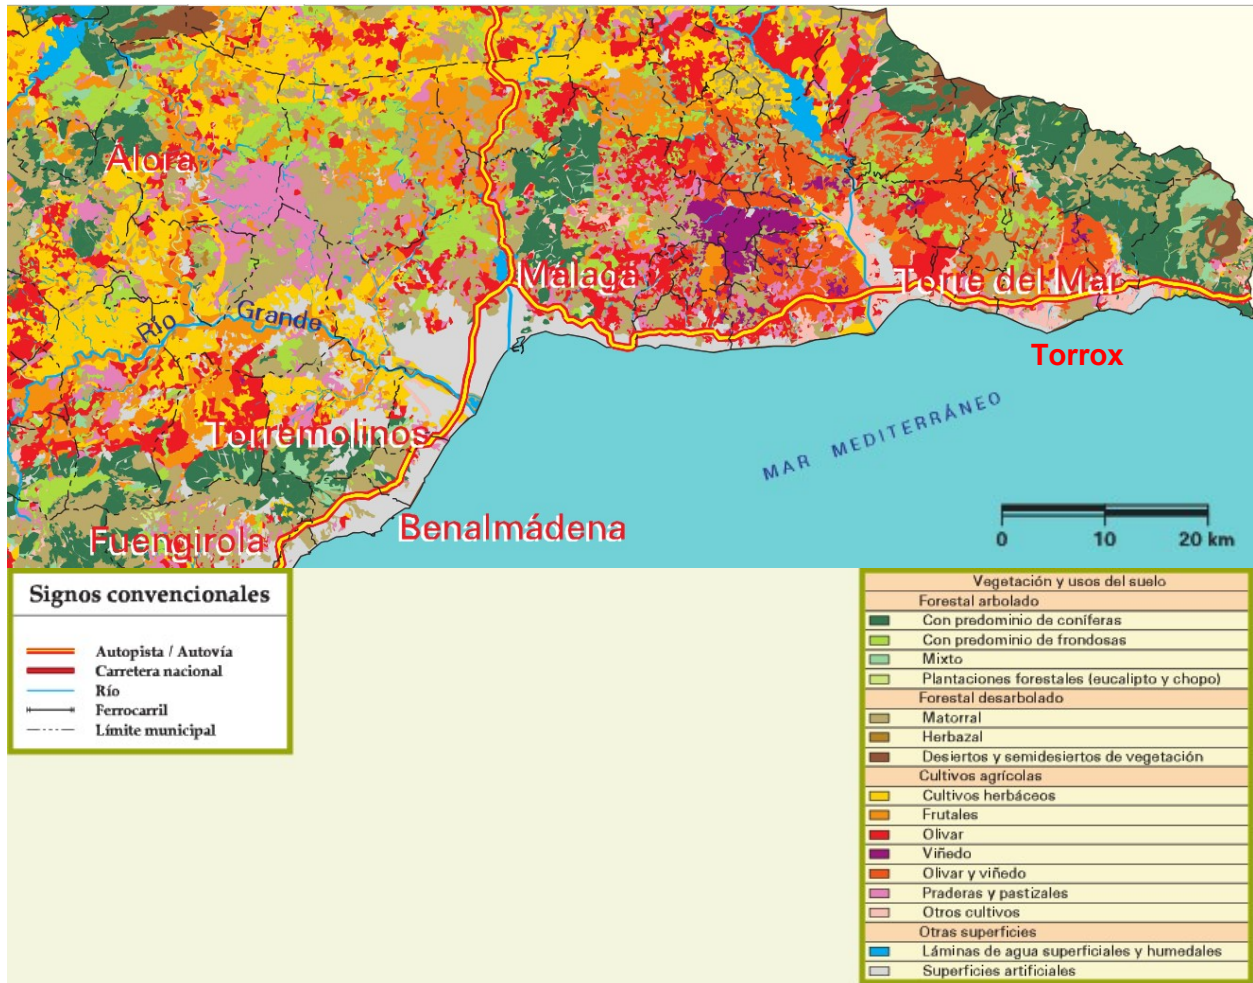 Álora
Málaga
Torre del Mar
Río Grande
Torrox
MAR MEDITERRÁNEO
Torremolinos
Benalmádena
Fuengirola
0 10 20 km
Signos convencionales
Autopista / Autovía
Carretera nacional
Río
Ferrocarril
Límite municipal
Vegetación y usos del suelo
Forestal arbolado
Con predominio de coníferas
Con predominio de frondosas
Mixto
Plantaciones forestales (eucalipto y chopo)
Forestal desarbolado
Matorral
Herbazal
Desiertos y semidesiertos de vegetación
Cultivos agrícolas
Cultivos herbáceos
Frutales
Olivar
Viñedo
Olivar y viñedo
Praderas y pastizales
Otros cultivos
Otras superficies
Láminas de agua superficiales y humedales
Superficies artificiales